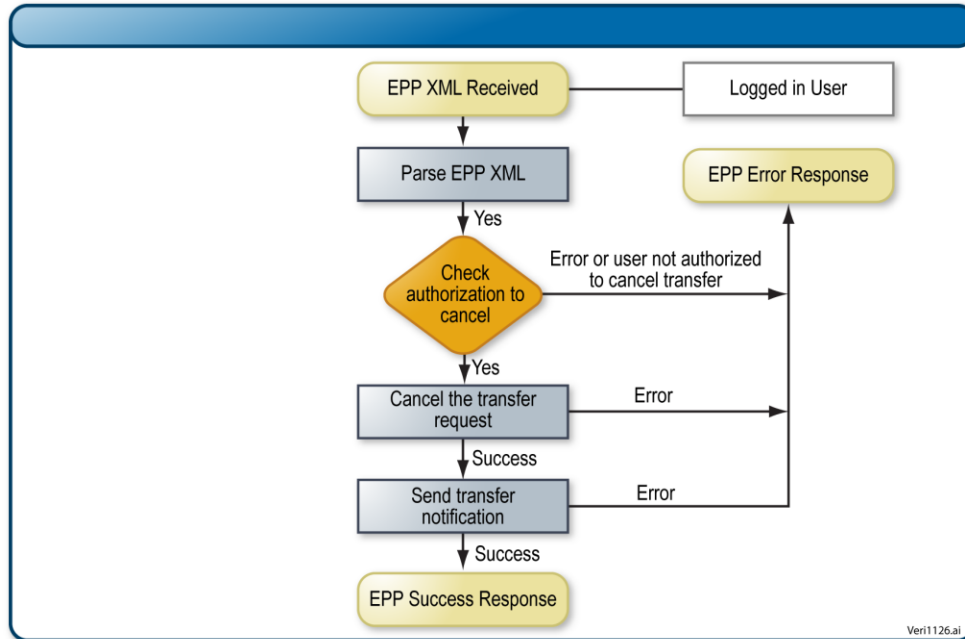 EPP XML Received
Logged in User
Parse EPP XML
EPP Error Response
Yes
Check
authorization to
cancel
Error or user not authorized
to cancel transfer
Yes
Cancel the transfer
request
Error
Success
Send transfer
notification
Error
Success
EPP Success Response
Veri1126.ai